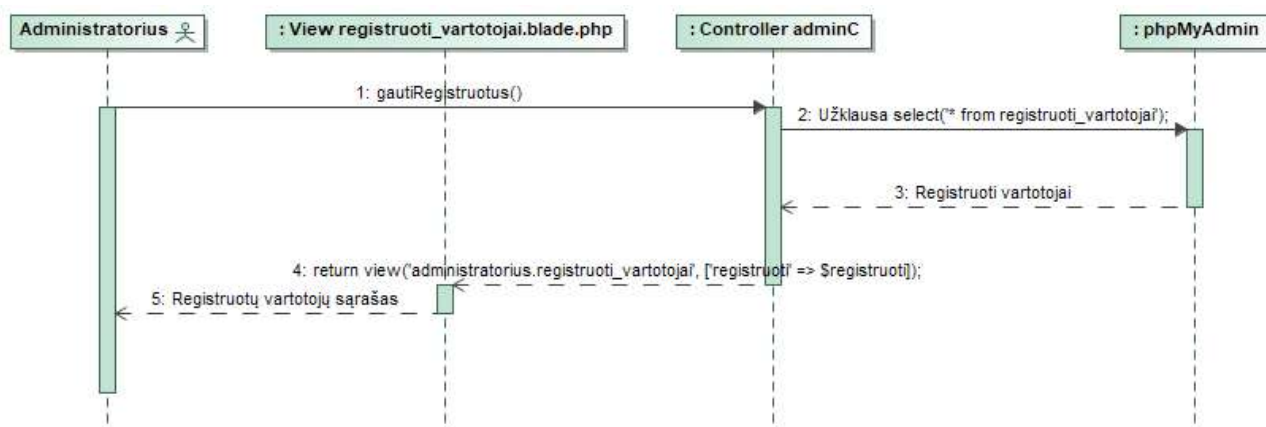 Administratorius
: View registruoti_vartotojai.blade.php
: Controller adminC
: phpMyAdmin
1: gautiRegistruotus()
2: Užklausa select('* from registruoti_vartotojai');
3: Registruoti vartotojai
4: return view('administratorius.registruoti_vartotojai', ['registruoti' => $registruoti]);
5: Registruotų vartotojų sąrašas